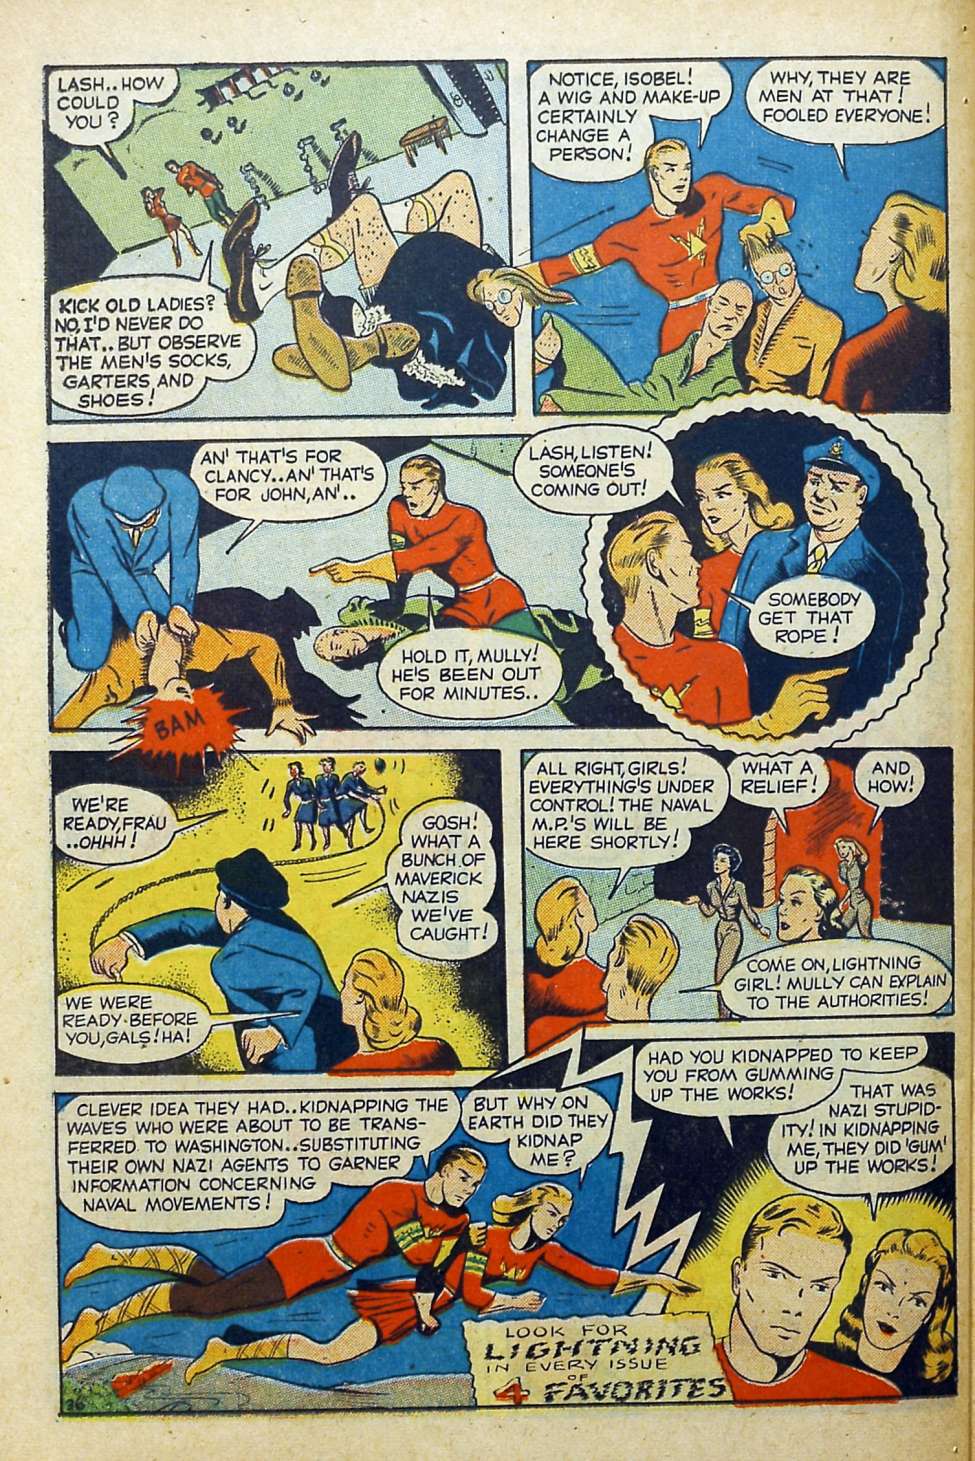 LASH..HOW
COULD
YOU?
KICK OLD LADIES?
NO, I'D NEVER DO
THAT.. BUT OBSERVE
THE MEN'S SOCKS,
GARTERS AND
SHOES!
NOTICE, ISOBEL!
A WIG AND MAKE-UP
CERTAINLY
CHANGE A
PERSON!
WHY, THEY ARE
MEN AT THAT!
FOOLED EVERYONE!
AN' THAT'S FOR
CLANCY..AN' THAT'S
FOR JOHN, AN'..
BAM
HOLD IT, MULLY!
HE'S BEEN OUT
FOR MINUTES..
LASH, LISTEN!
SOMEONE'S
COMING OUT!
SOMEBODY
GET THAT
ROPE!
WE'RE
READY, FRAU
..OHHH!
GOSH!
WHAT A
BUNCH OF
MAVERICK
NAZIS
WE'VE
CAUGHT!
WE WERE
READY BEFORE
YOU, GALS! HA!
ALL RIGHT, GIRLS!
EVERYTHING'S UNDER
CONTROL! THE NAVAL
M.P.'S WILL BE
HERE SHORTLY!
WHAT A
RELIEF!
AND
HOW!
COME ON, LIGHTNING
GIRL! MULLY CAN EXPLAIN
TO THE AUTHORITIES!
CLEVER IDEA THEY HAD..KIDNAPPING THE
WAVES WHO WERE ABOUT TO BE TRANS-
FERRED TO WASHINGTON..SUBSTITUTING
THEIR OWN NAZI AGENTS TO GARNER
INFORMATION CONCERNING
NAVAL MOVEMENTS!
BUT WHY ON
EARTH DID THEY
KIDNAP
ME?
HAD YOU KIDNAPPED TO KEEP
YOU FROM GUMMING
UP THE WORKS!
THAT WAS
NAZI STUPID-
ITY! IN KIDNAPPING
ME, THEY DID 'GUM'
UP THE WORKS!
LOOK FOR
LIGHTNING
IN EVERY ISSUE
OF
4 FAVORITES
36